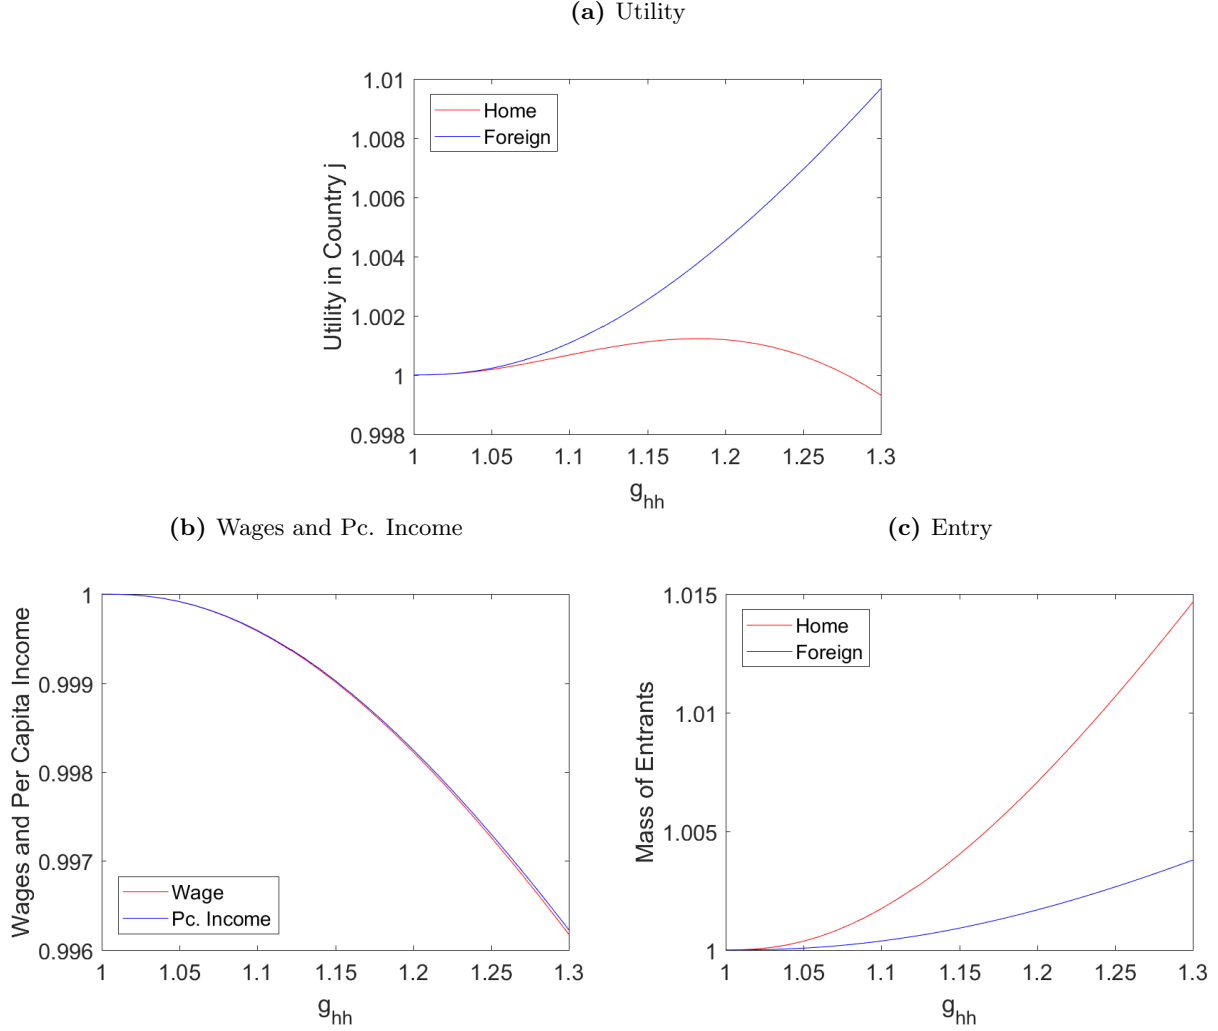 (a) Utility
1.01
1.008
1.006
1.004
1.002
1
0.998
Utility in Country j
Home
Foreign
1 1.05 1.1 1.15 1.2 1.25 1.3
g_hh
(b) Wages and Pc. Income
1
0.999
0.998
0.997
0.996
Wages and Per Capita Income
Wage
Pc. Income
1 1.05 1.1 1.15 1.2 1.25 1.3
g_hh
(c) Entry
1.015
1.01
1.005
1
Mass of Entrants
Home
Foreign
1 1.05 1.1 1.15 1.2 1.25 1.3
g_hh